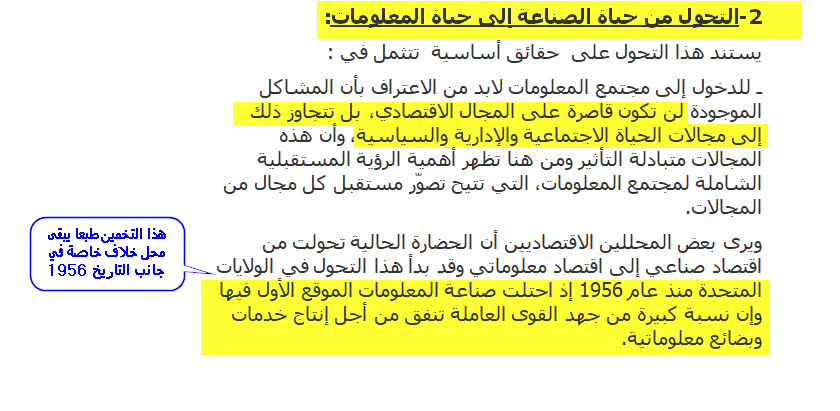 2-التحول من حياة الصناعة إلى حياة المعلومات:
يستند هذا التحول على حقائق أساسية تتثمل في :
ـ للدخول إلى مجتمع المعلومات لابد من الاعتراف بأن المشاكل
الموجودة لن تكون قاصرة على المجال الاقتصادي، بل تتجاوز ذلك
إلى مجالات الحياة الاجتماعية والإدارية والسياسية، وأن هذه
المجالات متبادلة التأثير ومن هنا تظهر أهمية الرؤية المستقبلية
الشاملة لمجتمع المعلومات، التي تتيح تصوّر مستقبل كل مجال من
المجالات.
ويرى بعض المحللين الاقتصاديين أن الحضارة الحالية تحولت من
اقتصاد صناعي إلى اقتصاد معلوماتي وقد بدأ هذا التحول في الولايات
المتحدة منذ عام 1956 إذ احتلت صناعة المعلومات الموقع الأول فيها
وإن نسبة كبيرة من جهد القوى العاملة تنفق من أجل إنتاج خدمات
وبضائع معلوماتية.
هذا التخمين طبعا يبقى
محل خلاف خاصة في
جانب التاريخ 1956